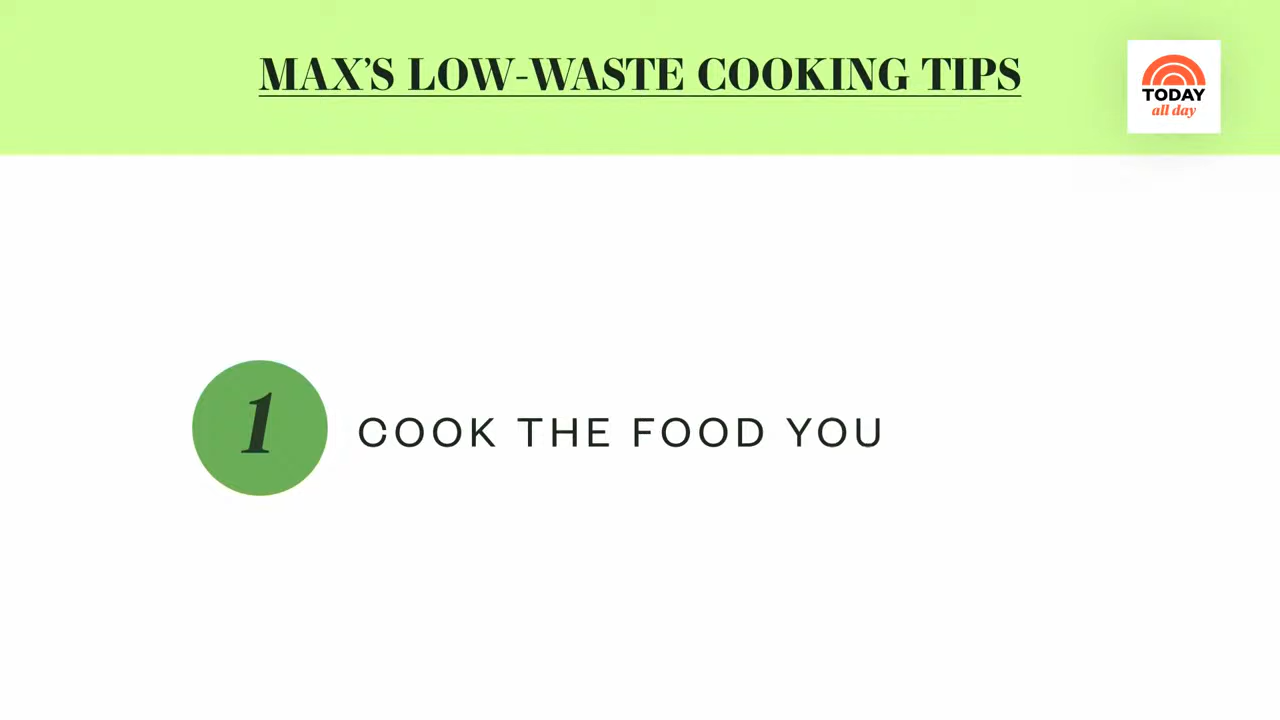 MAX'S LOW-WASTE COOKING TIPS
TODAY
all day
1 COOK THE FOOD YOU